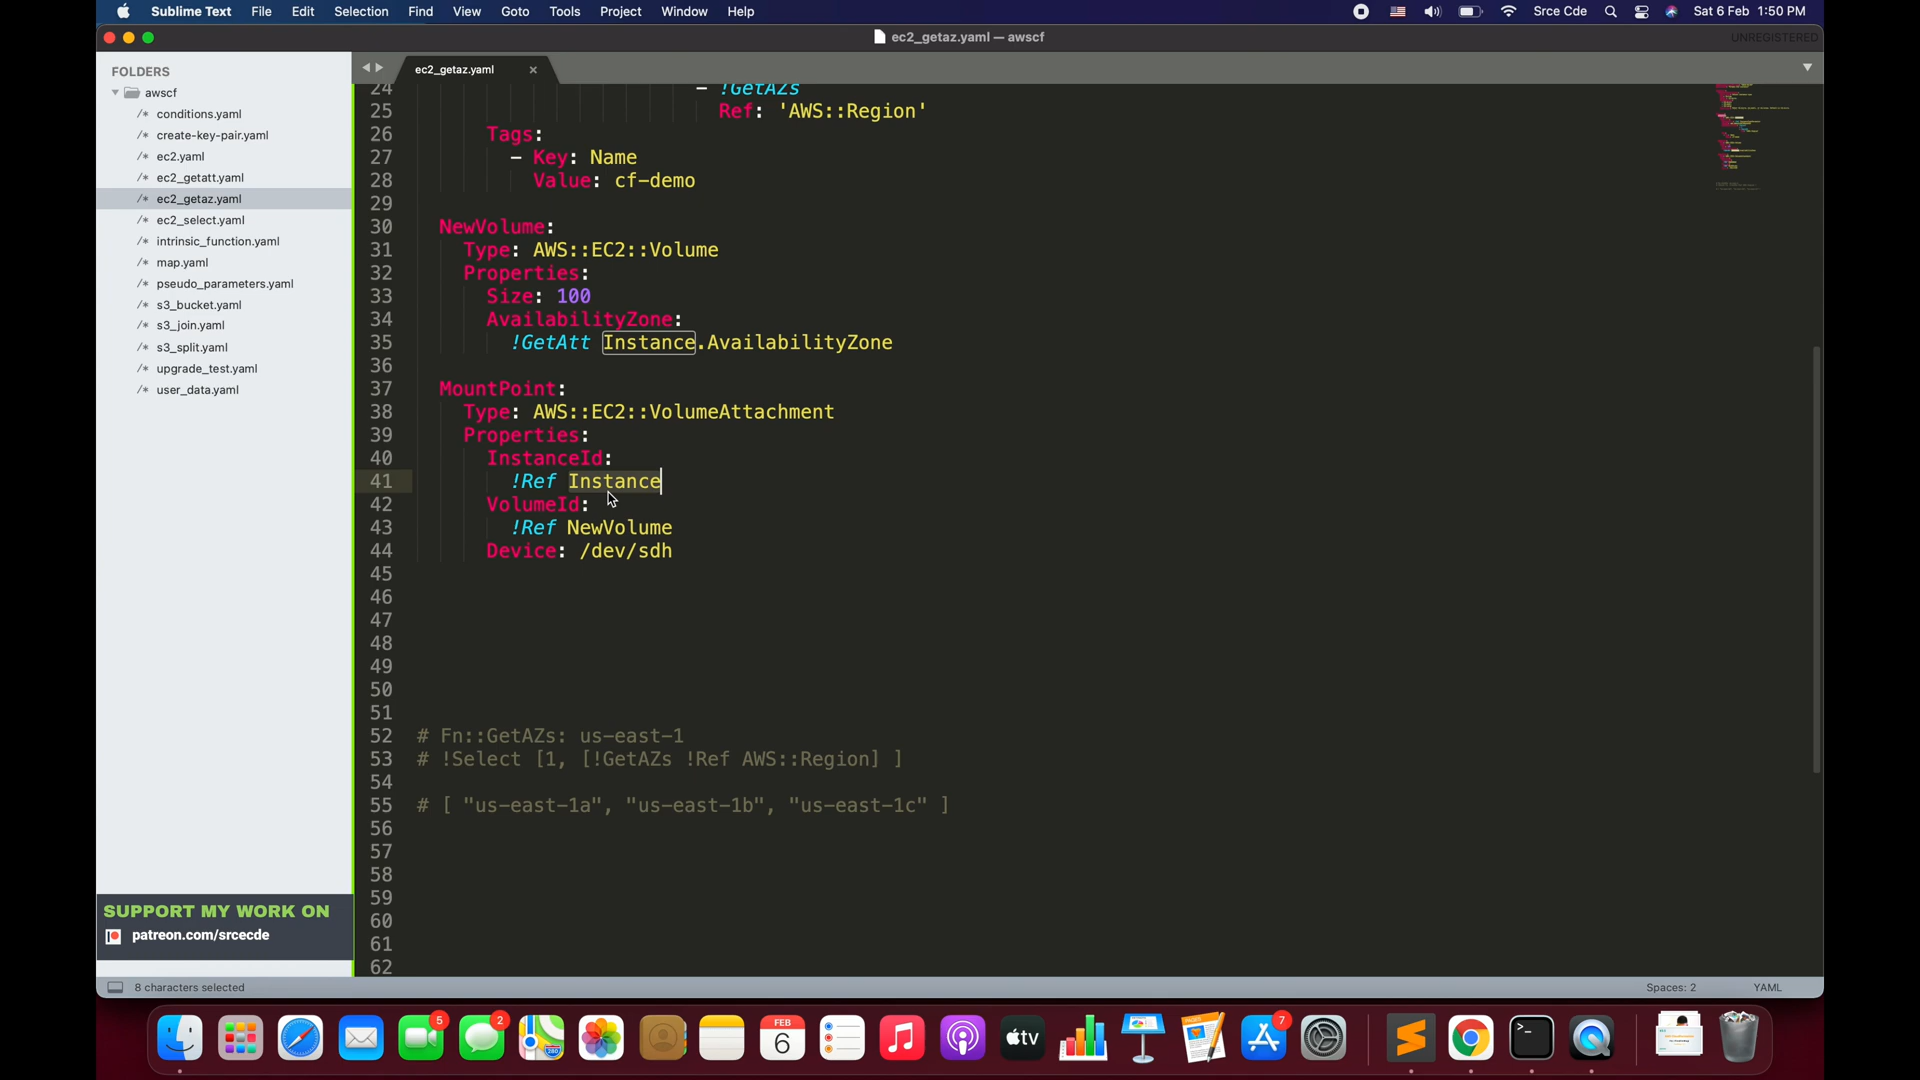 Sublime Text File Edit Selection Find View Goto Tools Project Window Help Srce Cde Sat 6 Feb 1:50 PM
ec2_getaz.yaml — awscf UNREGISTERED
FOLDERS
awscf
/* conditions.yaml
/* create-key-pair.yaml
/* ec2.yaml
/* ec2_getatt.yaml
/* ec2_getaz.yaml
/* ec2_select.yaml
/* intrinsic_function.yaml
/* map.yaml
/* pseudo_parameters.yaml
/* s3_bucket.yaml
/* s3_join.yaml
/* s3_split.yaml
/* upgrade_test.yaml
/* user_data.yaml
SUPPORT MY WORK ON
patreon.com/srcecde
ec2_getaz.yaml ×
24 - !GetAZs
25 Ref: 'AWS::Region'
26 Tags:
27 - Key: Name
28 Value: cf-demo
29
30 NewVolume:
31 Type: AWS::EC2::Volume
32 Properties:
33 Size: 100
34 AvailabilityZone:
35 !GetAtt Instance.AvailabilityZone
36
37 MountPoint:
38 Type: AWS::EC2::VolumeAttachment
39 Properties:
40 InstanceId:
41 !Ref Instance
42 VolumeId:
43 !Ref NewVolume
44 Device: /dev/sdh
45
46
47
48
49
50
51
52 # Fn::GetAZs: us-east-1
53 # !Select [1, [!GetAZs !Ref AWS::Region] ]
54
55 # [ "us-east-1a", "us-east-1b", "us-east-1c" ]
56
57
58
59
60
61
62
8 characters selected Spaces: 2 YAML
5 2 FEB 6 tv 7 >_